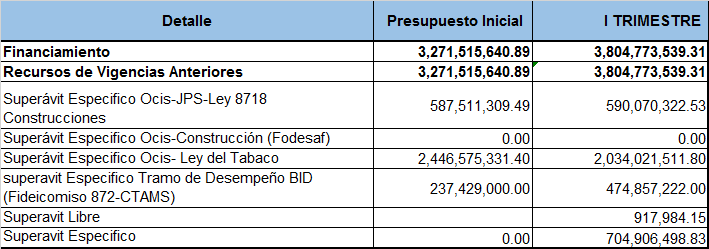 Detalle Presupuesto Inicial I TRIMESTRE
Financiamiento 3,271,515,640.89 3,804,773,539.31
Recursos de Vigencias Anteriores 3,271,515,640.89 3,804,773,539.31
Superávit Especifico Ocis-JPS-Ley 8718
Construcciones 587,511,309.49 590,070,322.53
Superávit Específico Ocis-Construcción (Fodesaf) 0.00 0.00
Superávit Especifico Ocis- Ley del Tabaco 2,446,575,331.40 2,034,021,511.80
superavit Especifico Tramo de Desempeño BID
(Fideicomiso 872-CTAMS) 237,429,000.00 474,857,222.00
Superavit Libre 917,984.15
Superavit Especifico 0.00 704,906,498.83